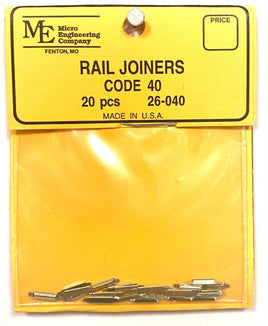 ME
Micro
Engineering
Company
FENTON, MO
PRICE
RAIL JOINERS
CODE 40
20 pcs 26-040
MADE IN U.S.A.